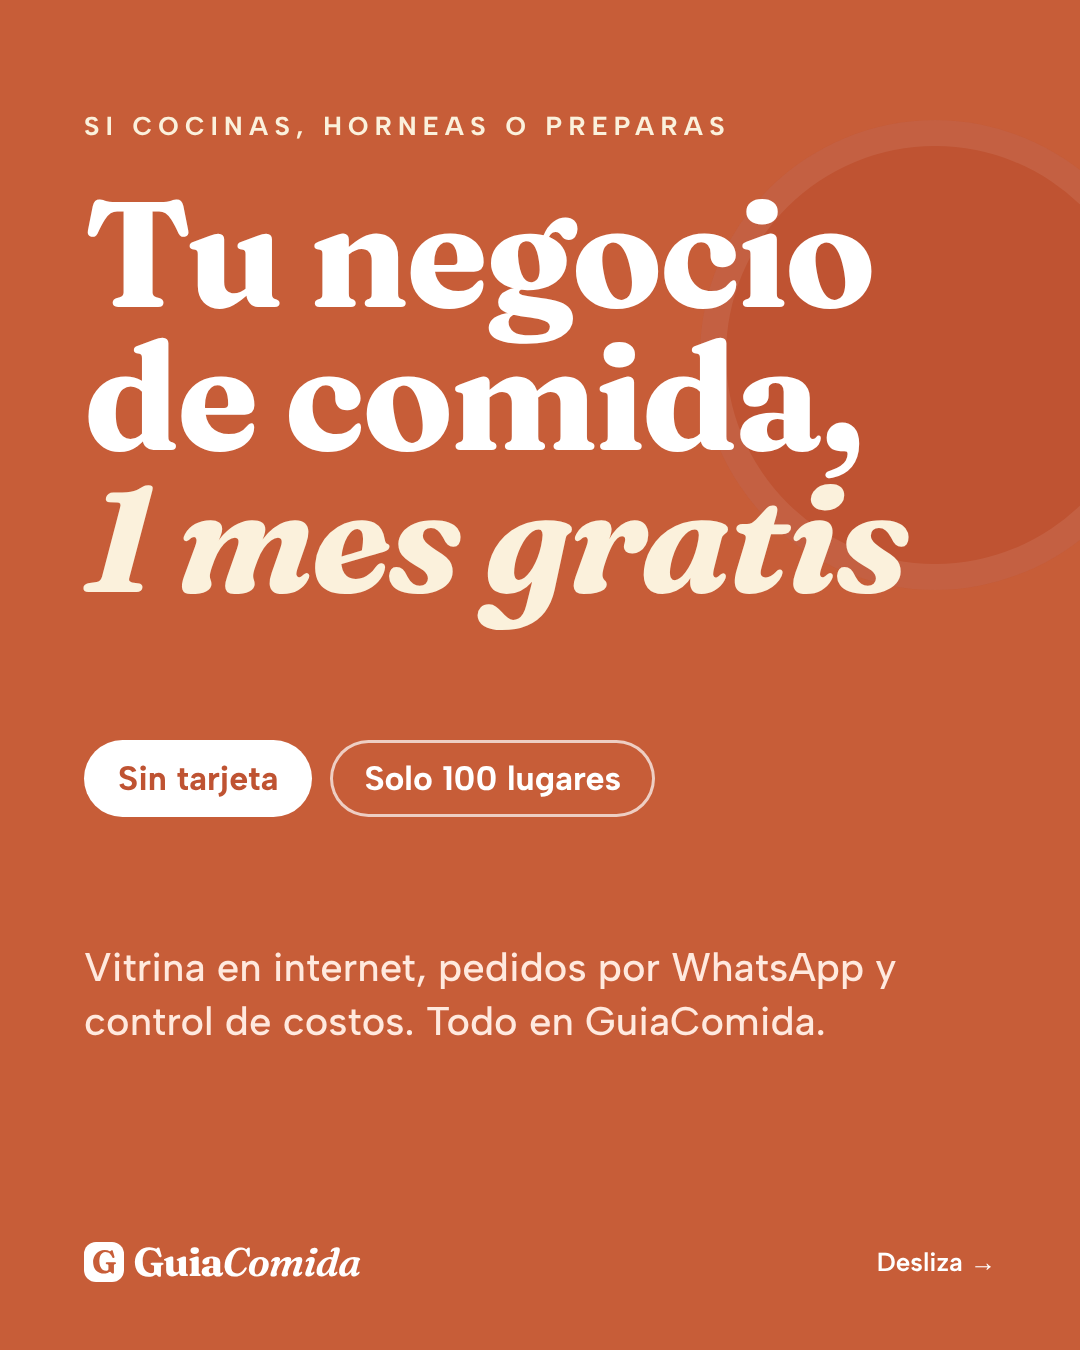 SI COCINAS, HORNEAS O PREPARAS
Tu negocio
de comida,
1 mes gratis
Sin tarjeta
Solo 100 lugares
Vitrina en internet, pedidos por WhatsApp y
control de costos. Todo en GuiaComida.
G GuiaComida
Desliza →